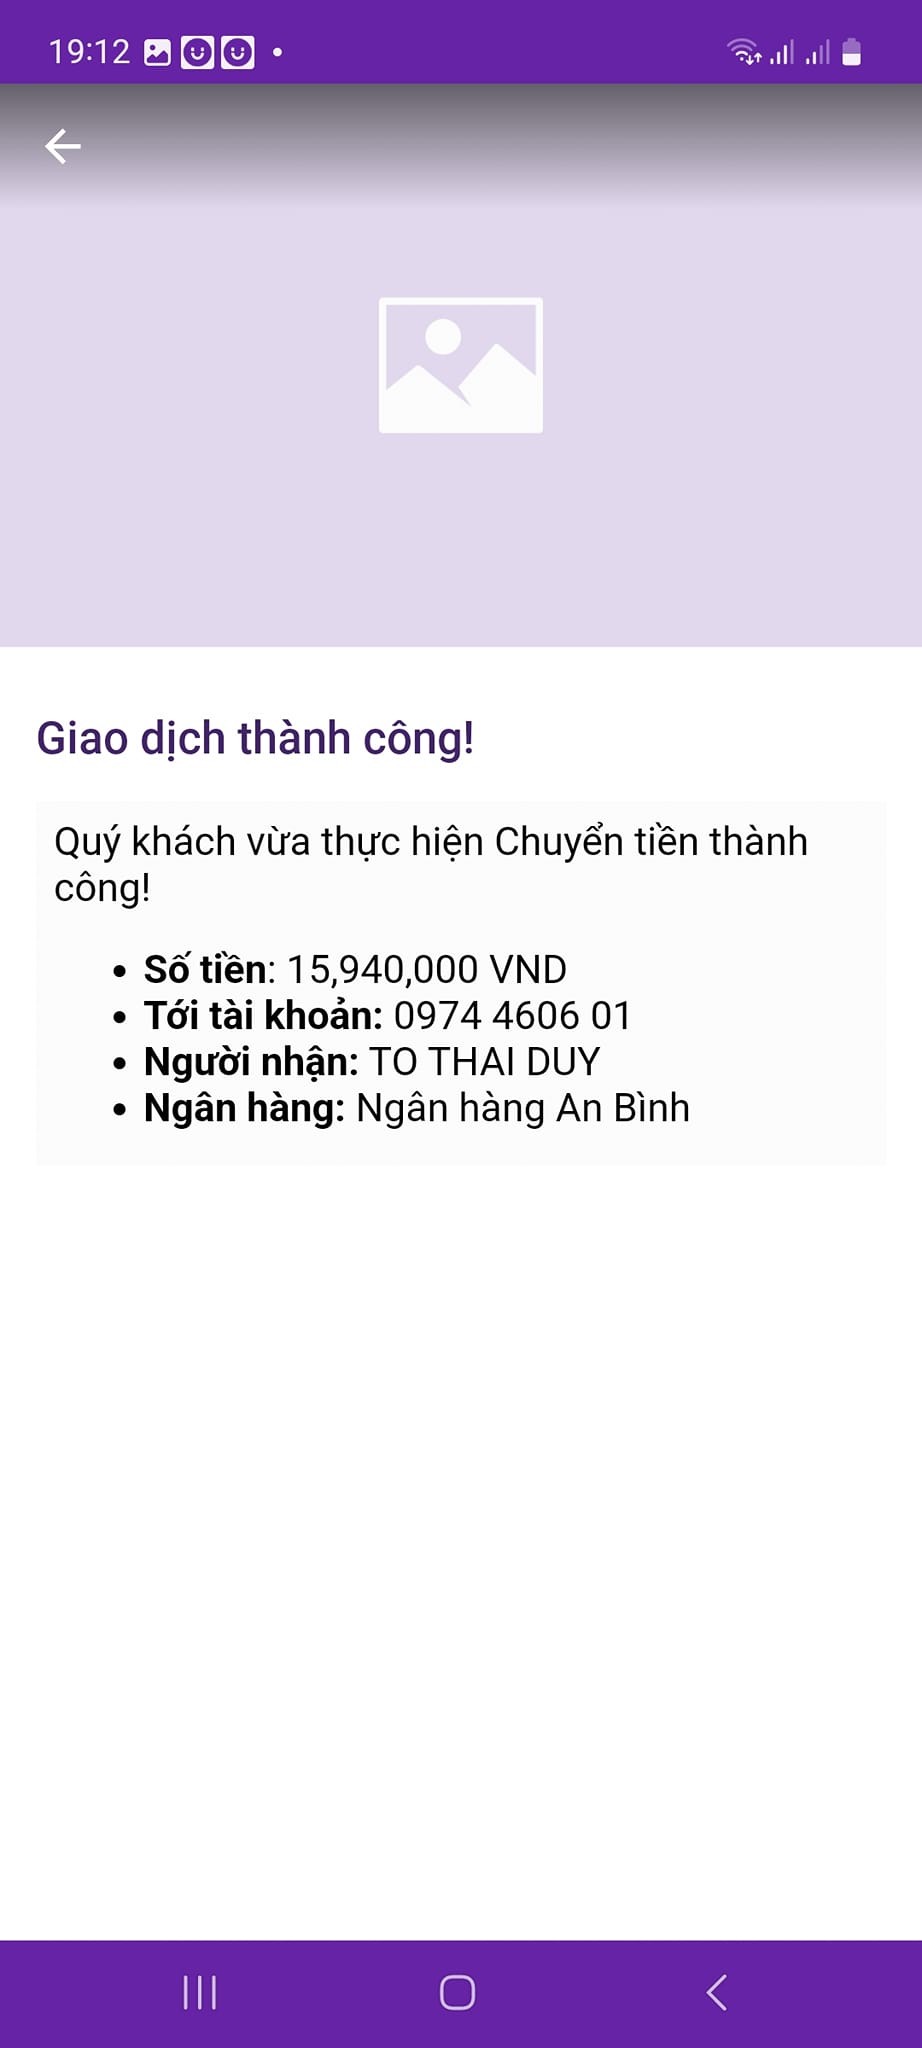 19:12
Giao dịch thành công!
Quý khách vừa thực hiện Chuyển tiền thành
công!
• Số tiền: 15,940,000 VND
• Tới tài khoản: 0974 4606 01
• Người nhận: TO THAI DUY
• Ngân hàng: Ngân hàng An Bình